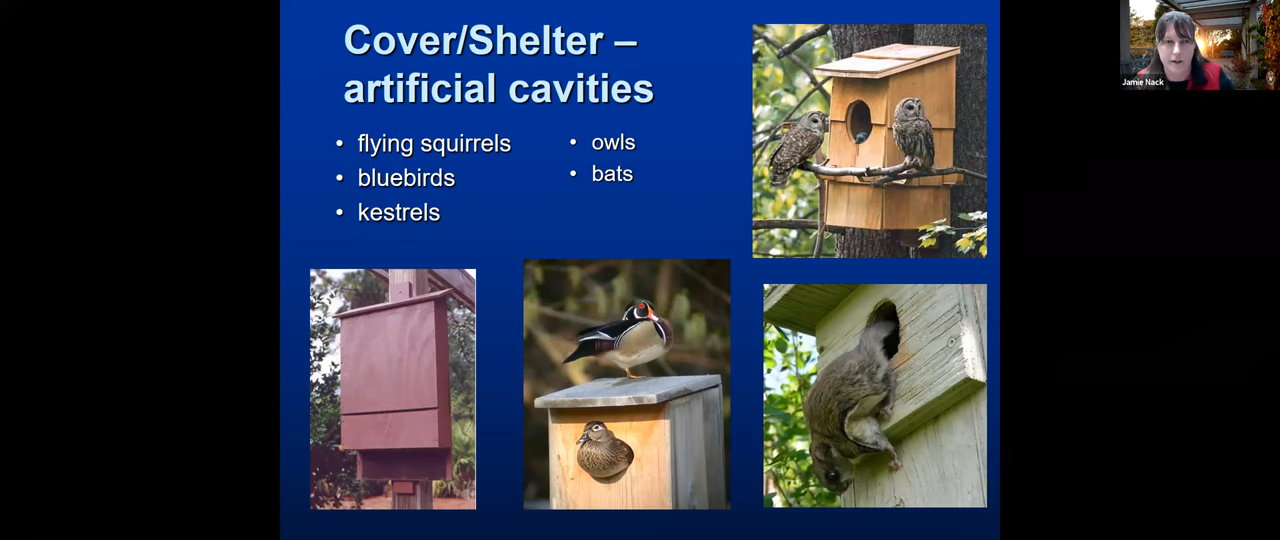 Cover/Shelter –
artificial cavities
• flying squirrels
• bluebirds
• kestrels
• owls
• bats
Jamie Nack